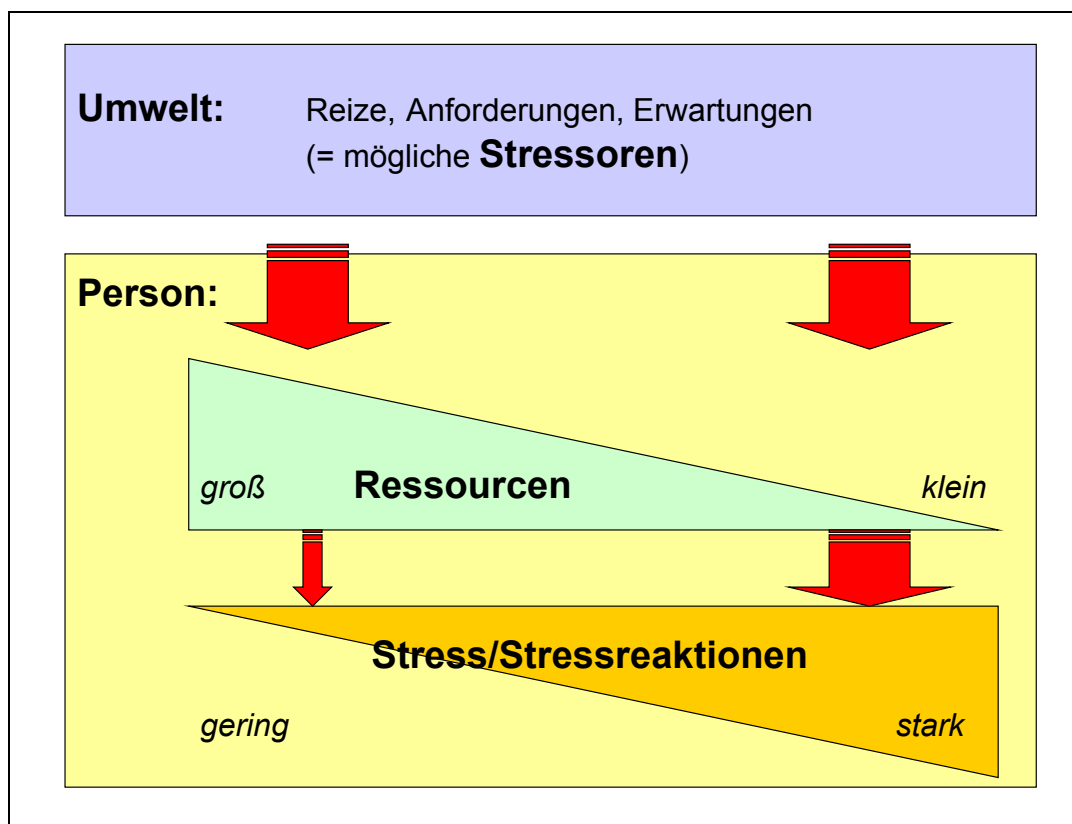 Umwelt: Reize, Anforderungen, Erwartungen
(= mögliche Stressoren)
Person:
groß Ressourcen klein
Stress/Stressreaktionen
gering stark